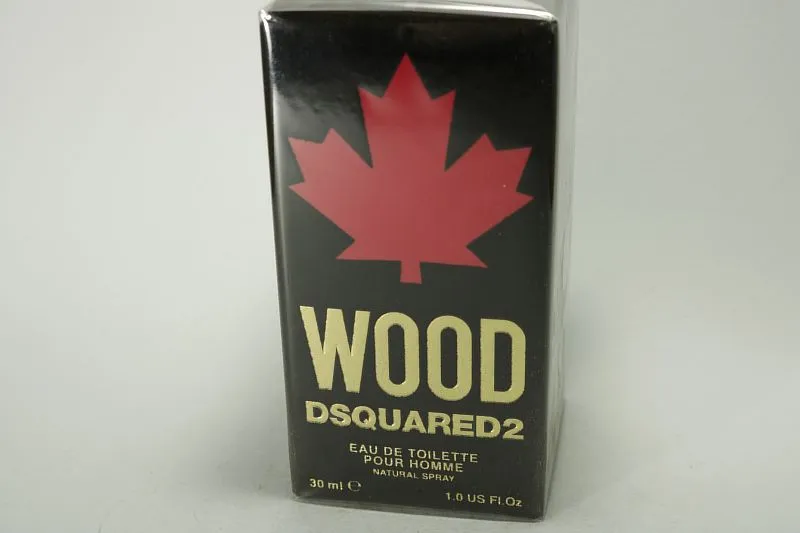 WOOD
DSQUARED2
EAU DE TOILETTE
POUR HOMME
NATURAL SPRAY
30 ml ℮
1.0 US Fl.Oz